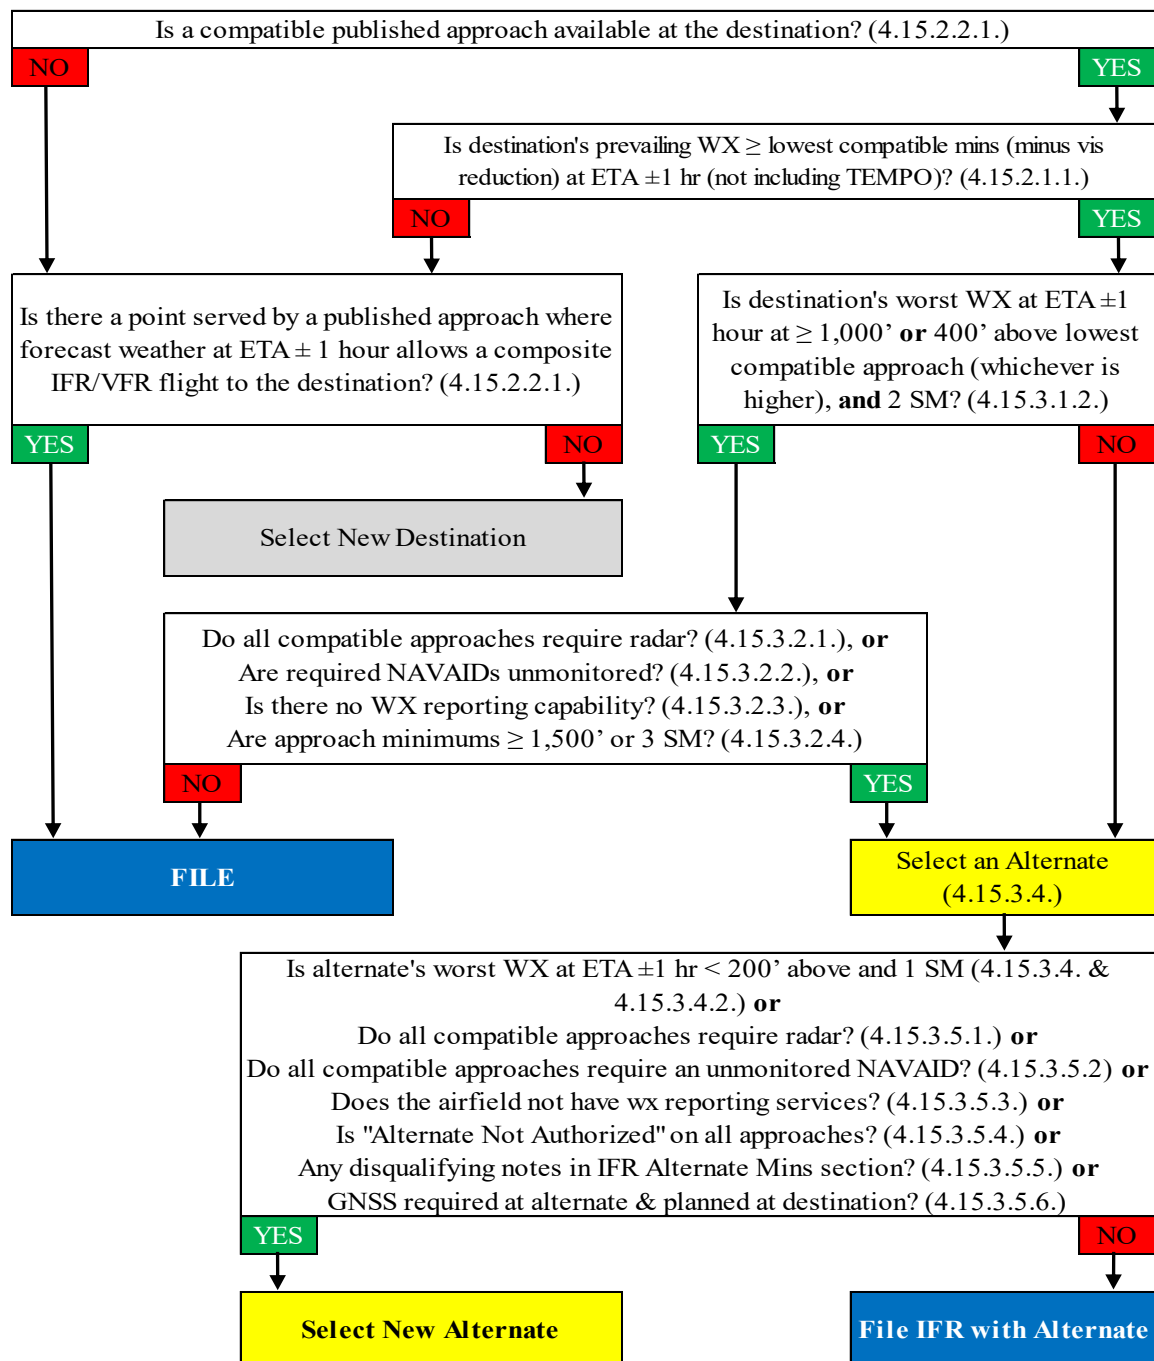 Is a compatible published approach available at the destination? (4.15.2.2.1.)
NO
YES
Is destination's prevailing WX ≥ lowest compatible mins (minus vis
reduction) at ETA ±1 hr (not including TEMPO)? (4.15.2.1.1.)
NO
YES
Is there a point served by a published approach where
forecast weather at ETA ± 1 hour allows a composite
IFR/VFR flight to the destination? (4.15.2.2.1.)
YES
NO
Is destination's worst WX at ETA ±1
hour at ≥ 1,000’ or 400’ above lowest
compatible approach (whichever is
higher), and 2 SM? (4.15.3.1.2.)
YES
NO
Select New Destination
Do all compatible approaches require radar? (4.15.3.2.1.), or
Are required NAVAIDs unmonitored? (4.15.3.2.2.), or
Is there no WX reporting capability? (4.15.3.2.3.), or
Are approach minimums ≥ 1,500’ or 3 SM? (4.15.3.2.4.)
NO
YES
FILE
Select an Alternate
(4.15.3.4.)
Is alternate's worst WX at ETA ±1 hr < 200’ above and 1 SM (4.15.3.4. &
4.15.3.4.2.) or
Do all compatible approaches require radar? (4.15.3.5.1.) or
Do all compatible approaches require an unmonitored NAVAID? (4.15.3.5.2) or
Does the airfield not have wx reporting services? (4.15.3.5.3.) or
Is "Alternate Not Authorized" on all approaches? (4.15.3.5.4.) or
Any disqualifying notes in IFR Alternate Mins section? (4.15.3.5.5.) or
GNSS required at alternate & planned at destination? (4.15.3.5.6.)
YES
NO
Select New Alternate
File IFR with Alternate